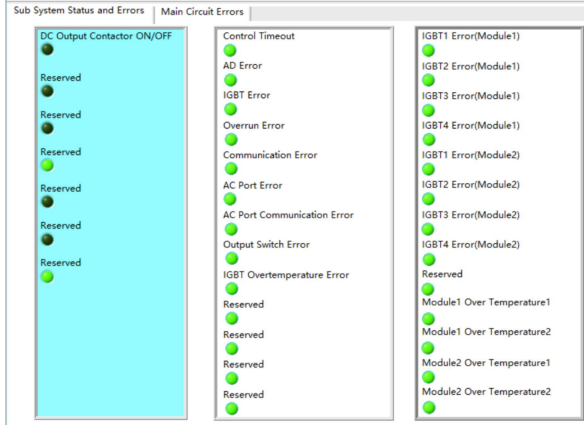 Sub System Status and Errors
Main Circuit Errors
DC Output Contactor ON/OFF
Reserved
Reserved
Reserved
Reserved
Reserved
Reserved
Control Timeout
AD Error
IGBT Error
Overrun Error
Communication Error
AC Port Error
AC Port Communication Error
Output Switch Error
IGBT Overtemperature Error
Reserved
Reserved
Reserved
Reserved
IGBT1 Error(Module1)
IGBT2 Error(Module1)
IGBT3 Error(Module1)
IGBT4 Error(Module1)
IGBT1 Error(Module2)
IGBT2 Error(Module2)
IGBT3 Error(Module2)
IGBT4 Error(Module2)
Reserved
Module1 Over Temperature1
Module1 Over Temperature2
Module2 Over Temperature1
Module2 Over Temperature2